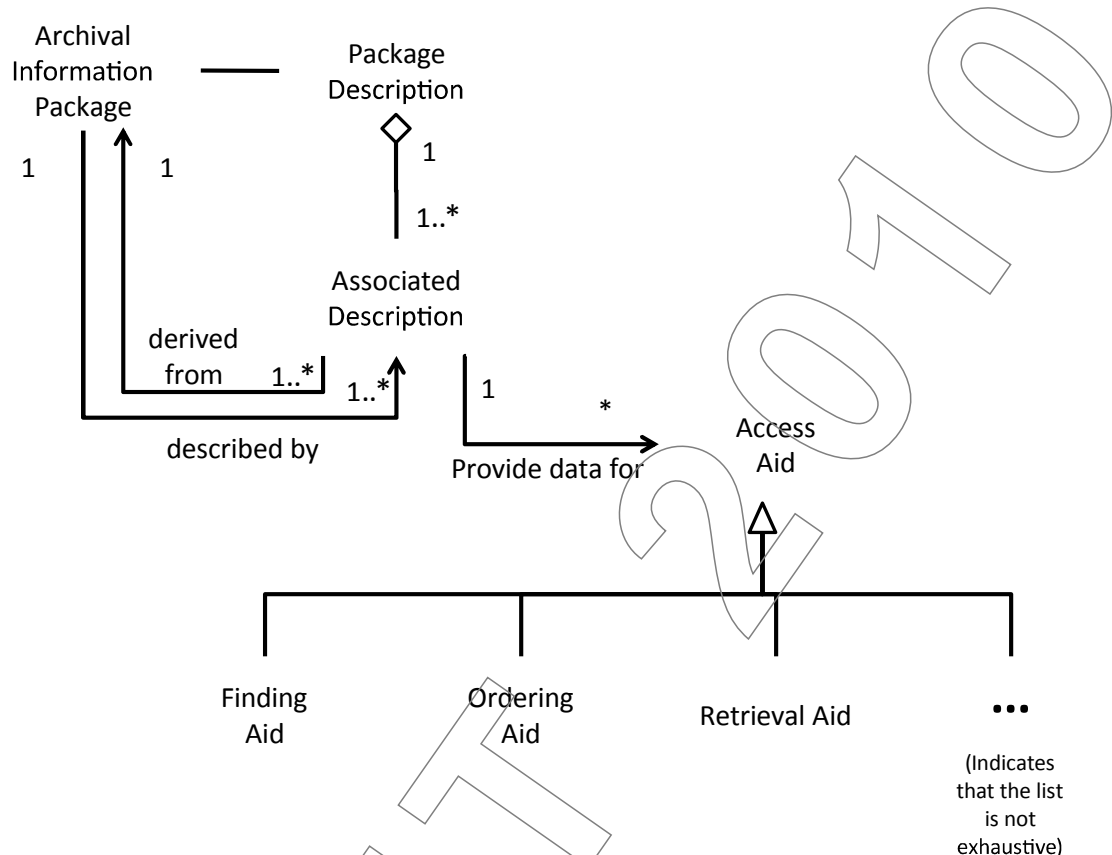 Archival
Information
Package
Package
Description
1
1
1
1..*
Associated
Description
derived
from
1..*
1..*
described by
1
*
Provide data for
Access
Aid
Finding
Aid
Ordering
Aid
Retrieval Aid
...
(Indicates
that the list
is not
exhaustive)
T 2010